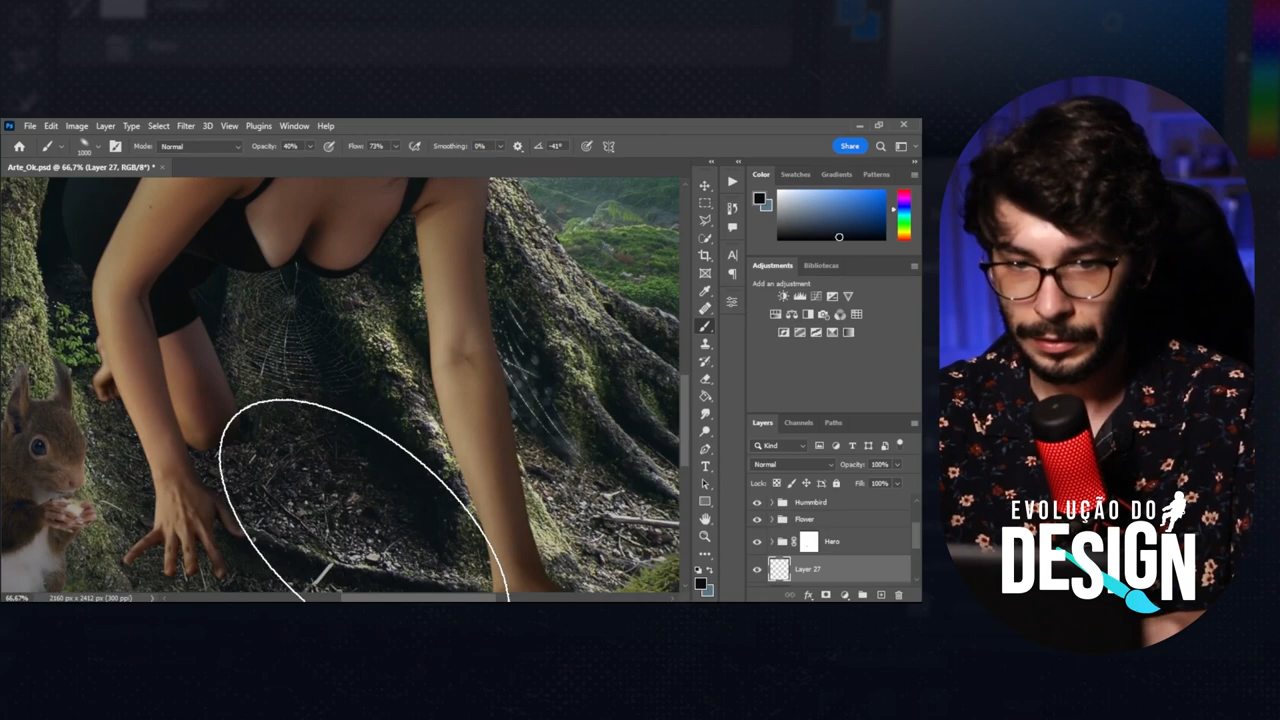 Ps File Edit Image Layer Type Select Filter 3D View Plugins Window Help
1000 Mode: Normal Opacity: 40% Flow: 73% Smoothing: 0% -41° Share
Arte_Ok.psd @ 66,7% (Layer 27, RGB/8*) *
Color Swatches Gradients Patterns
Adjustments Bibliotecas
Add an adjustment
Layers Channels Paths
Kind
Normal Opacity: 100%
Lock: Fill: 100%
Hummbird
Flower
Hero
Layer 27
66.67% 2160 px x 2412 px (300 ppi)
EVOLUÇÃO DO
DESIGN